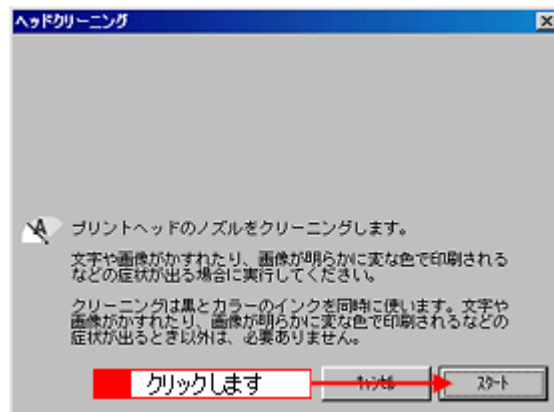 ヘッドクリーニング
プリントヘッドのノズルをクリーニングします。
文字や画像がかすれたり、画像が明らかに変な色で印刷される
などの症状が出る場合に実行してください。
クリーニングは黒とカラーのインクを同時に使います。文字や
画像がかすれたり、画像が明らかに変な色で印刷されるなどの
症状が出るとき以外は、必要ありません。
クリックします
キャンセル
スタート